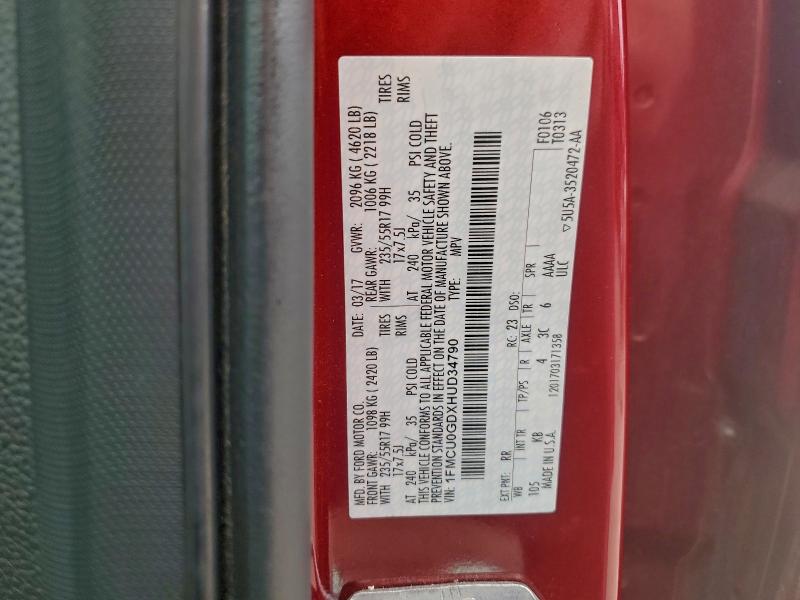 MFD. BY FORD MOTOR CO. DATE: 03/17 GVWR: 2096 KG ( 4620 LB)
FRONT GAWR: 1098 KG ( 2420 LB) REAR GAWR: 1006 KG ( 2218 LB)
WITH 235/55R17 99H TIRES WITH 235/55R17 99H TIRES
17x7.5J RIMS 17x7.5J RIMS
AT 240 kPa/ 35 PSI COLD AT 240 kPa/ 35 PSI COLD
THIS VEHICLE CONFORMS TO ALL APPLICABLE FEDERAL MOTOR VEHICLE SAFETY AND THEFT
PREVENTION STANDARDS IN EFFECT ON THE DATE OF MANUFACTURE SHOWN ABOVE.
VIN: 1FMCU0GDXHUD34790 TYPE: MPV
EXT PNT: RR RC: 23 DSO: F0106
WB INT TR TP/PS R AXLE TR SPR T0313
105 KB 4 3C 6 AAAA
MADE IN U.S.A. 1201703171358 ULC ▽5U5A-3520472-AA